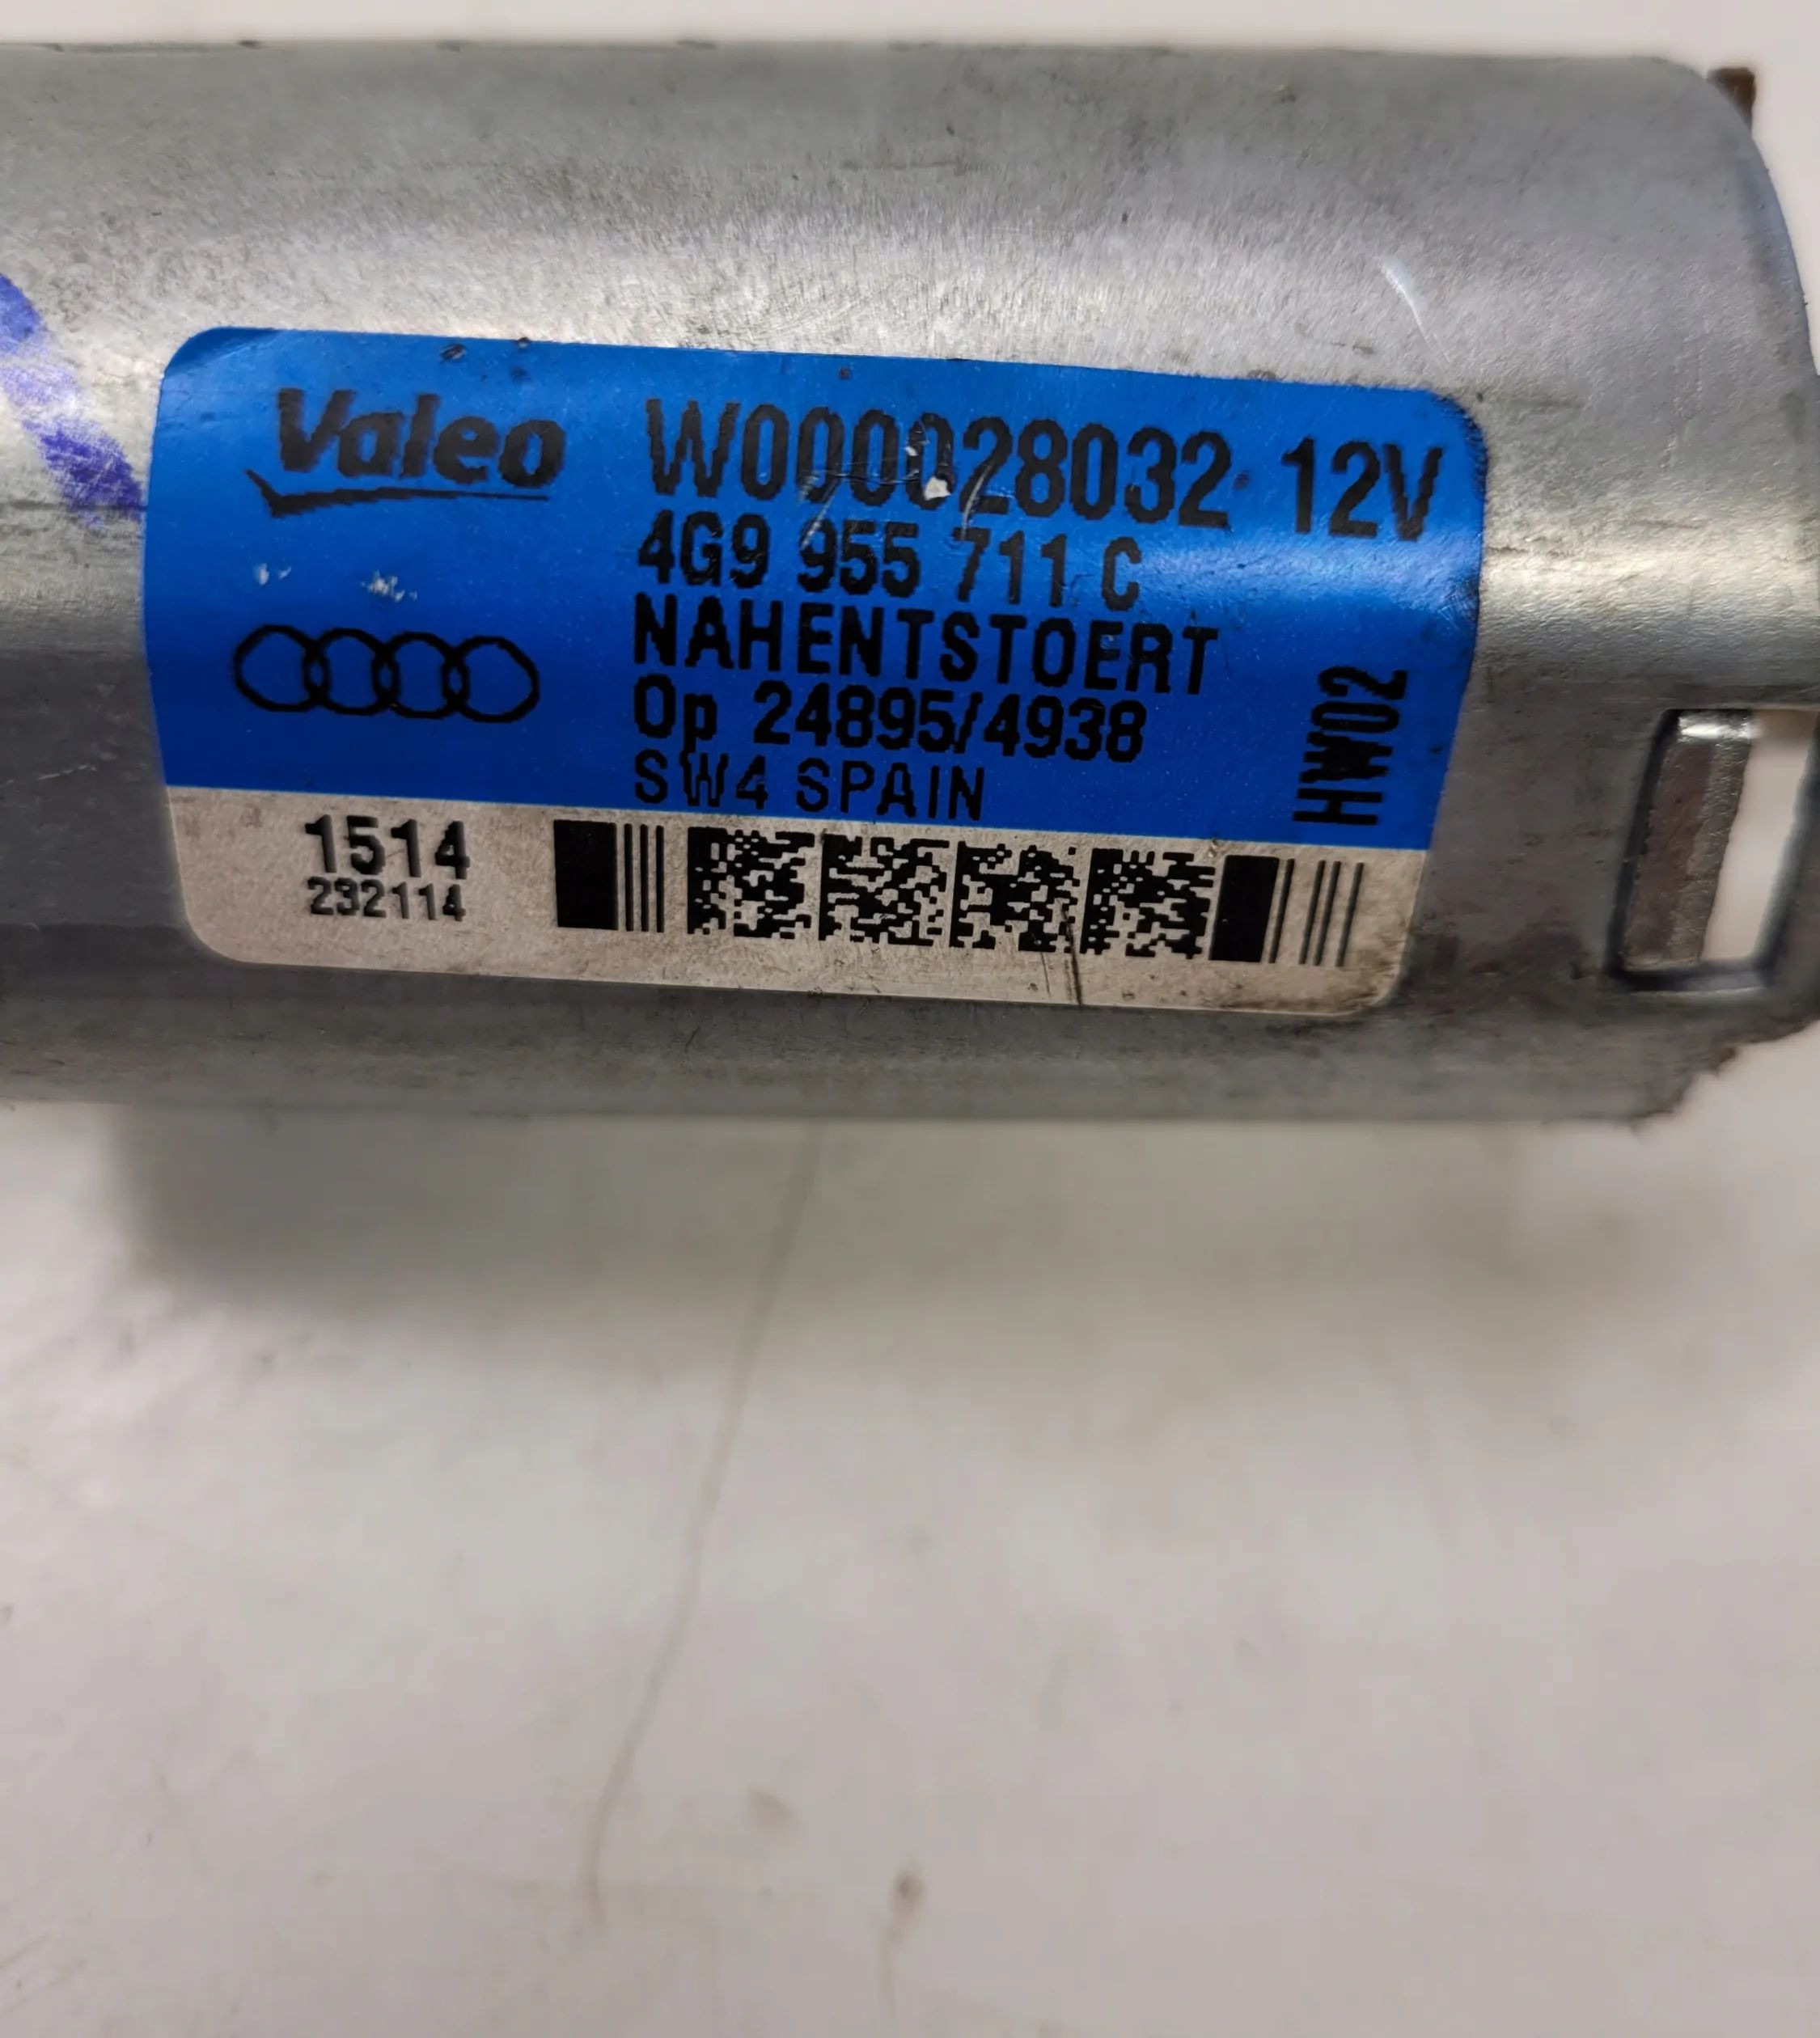 Valeo
W000028032 12V
4G9 955 711 C
NAHENTSTOERT
Op 24895/4938
SW4 SPAIN
HW02
1514
232114